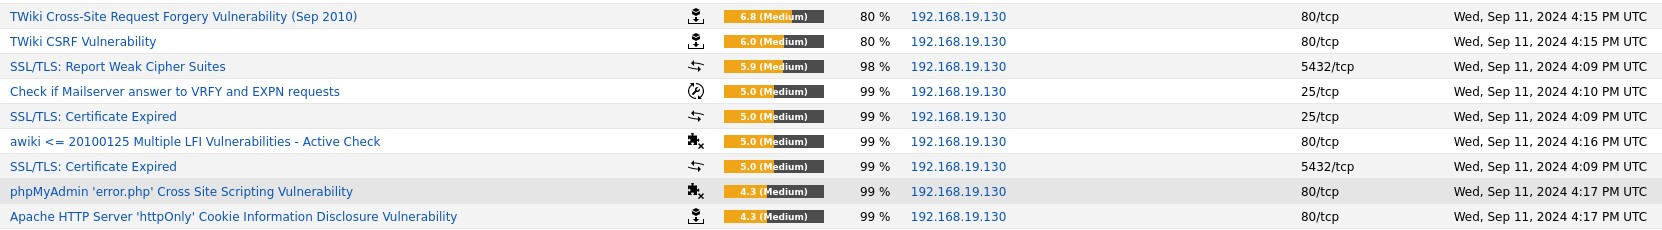 TWiki Cross-Site Request Forgery Vulnerability (Sep 2010) 6.8 (Medium) 80 % 192.168.19.130 80/tcp Wed, Sep 11, 2024 4:15 PM UTC
TWiki CSRF Vulnerability 6.0 (Medium) 80 % 192.168.19.130 80/tcp Wed, Sep 11, 2024 4:15 PM UTC
SSL/TLS: Report Weak Cipher Suites 5.9 (Medium) 98 % 192.168.19.130 5432/tcp Wed, Sep 11, 2024 4:09 PM UTC
Check if Mailserver answer to VRFY and EXPN requests 5.0 (Medium) 99 % 192.168.19.130 25/tcp Wed, Sep 11, 2024 4:10 PM UTC
SSL/TLS: Certificate Expired 5.0 (Medium) 99 % 192.168.19.130 25/tcp Wed, Sep 11, 2024 4:09 PM UTC
awiki <= 20100125 Multiple LFI Vulnerabilities - Active Check 5.0 (Medium) 99 % 192.168.19.130 80/tcp Wed, Sep 11, 2024 4:16 PM UTC
SSL/TLS: Certificate Expired 5.0 (Medium) 99 % 192.168.19.130 5432/tcp Wed, Sep 11, 2024 4:09 PM UTC
phpMyAdmin 'error.php' Cross Site Scripting Vulnerability 4.3 (Medium) 99 % 192.168.19.130 80/tcp Wed, Sep 11, 2024 4:17 PM UTC
Apache HTTP Server 'httpOnly' Cookie Information Disclosure Vulnerability 4.3 (Medium) 99 % 192.168.19.130 80/tcp Wed, Sep 11, 2024 4:17 PM UTC